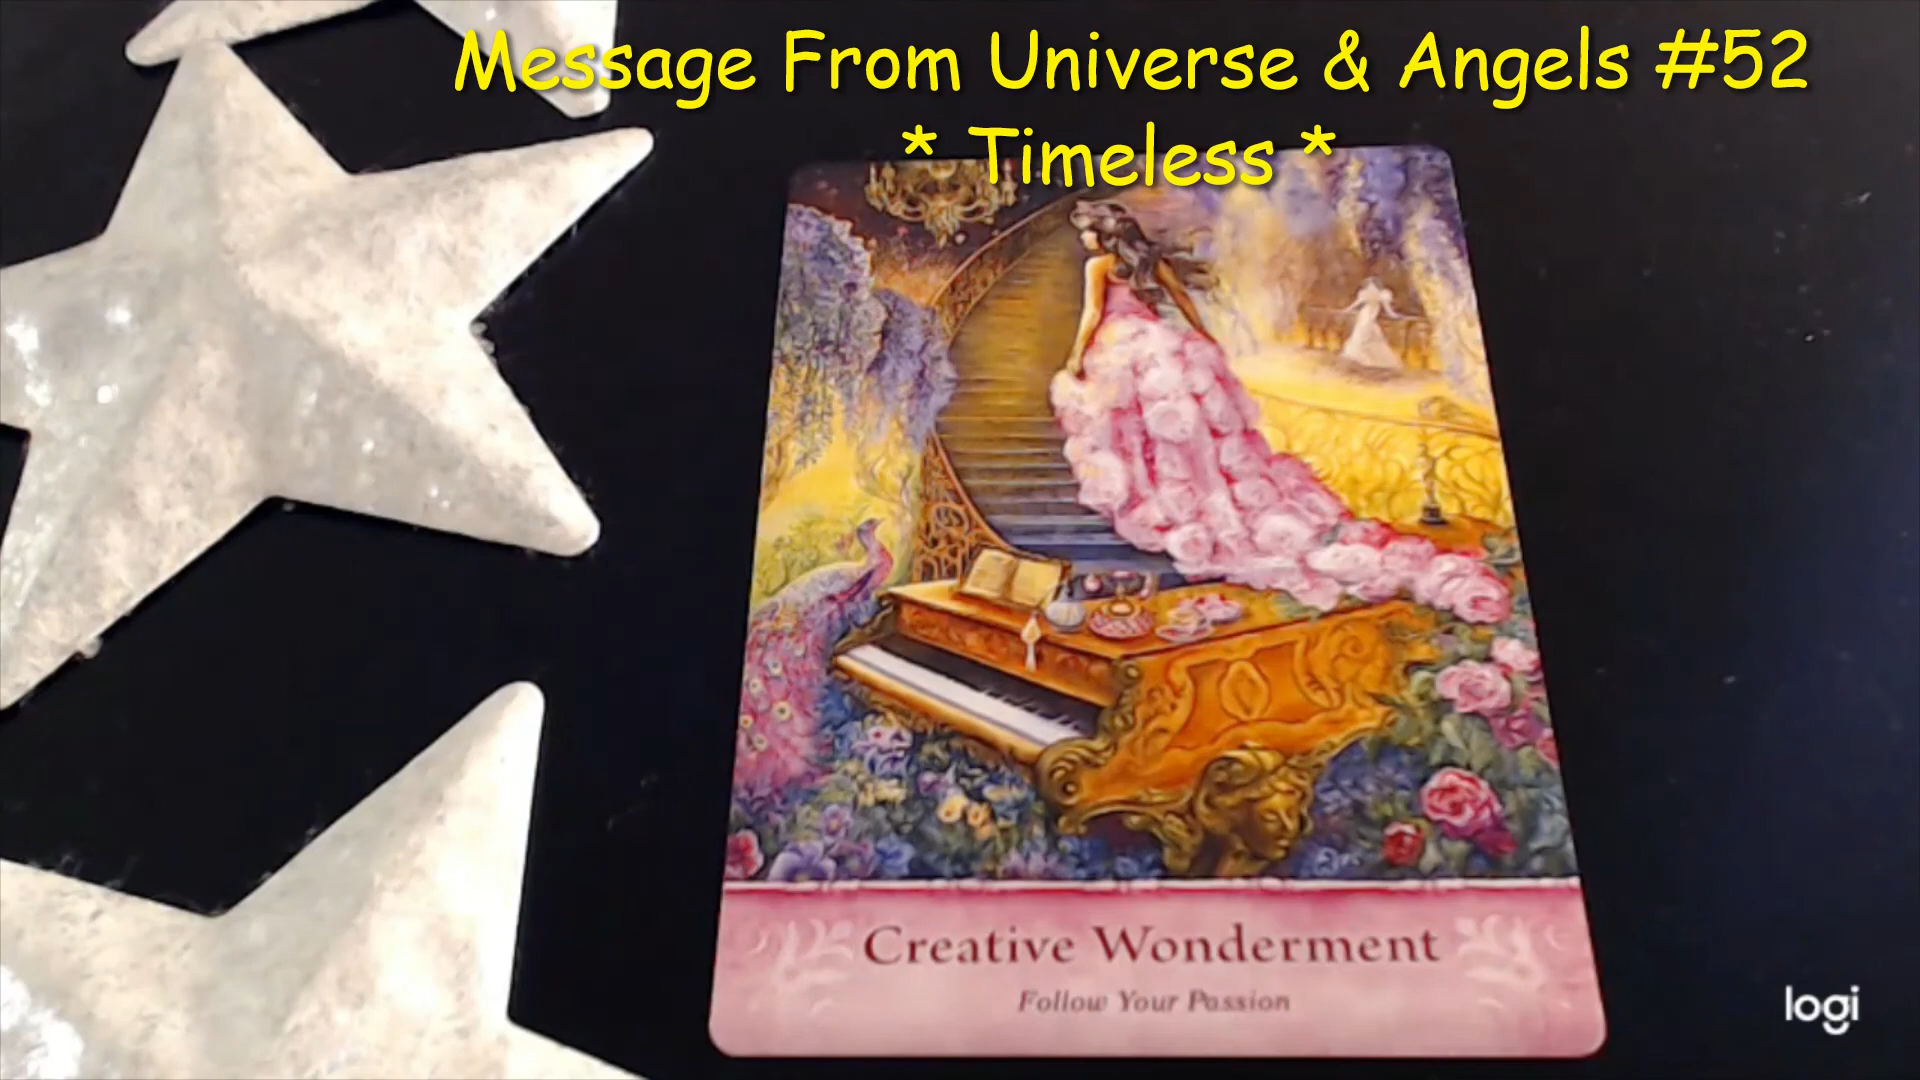 Message From Universe & Angels #52
* Timeless *
Creative Wonderment
Follow Your Passion
logi